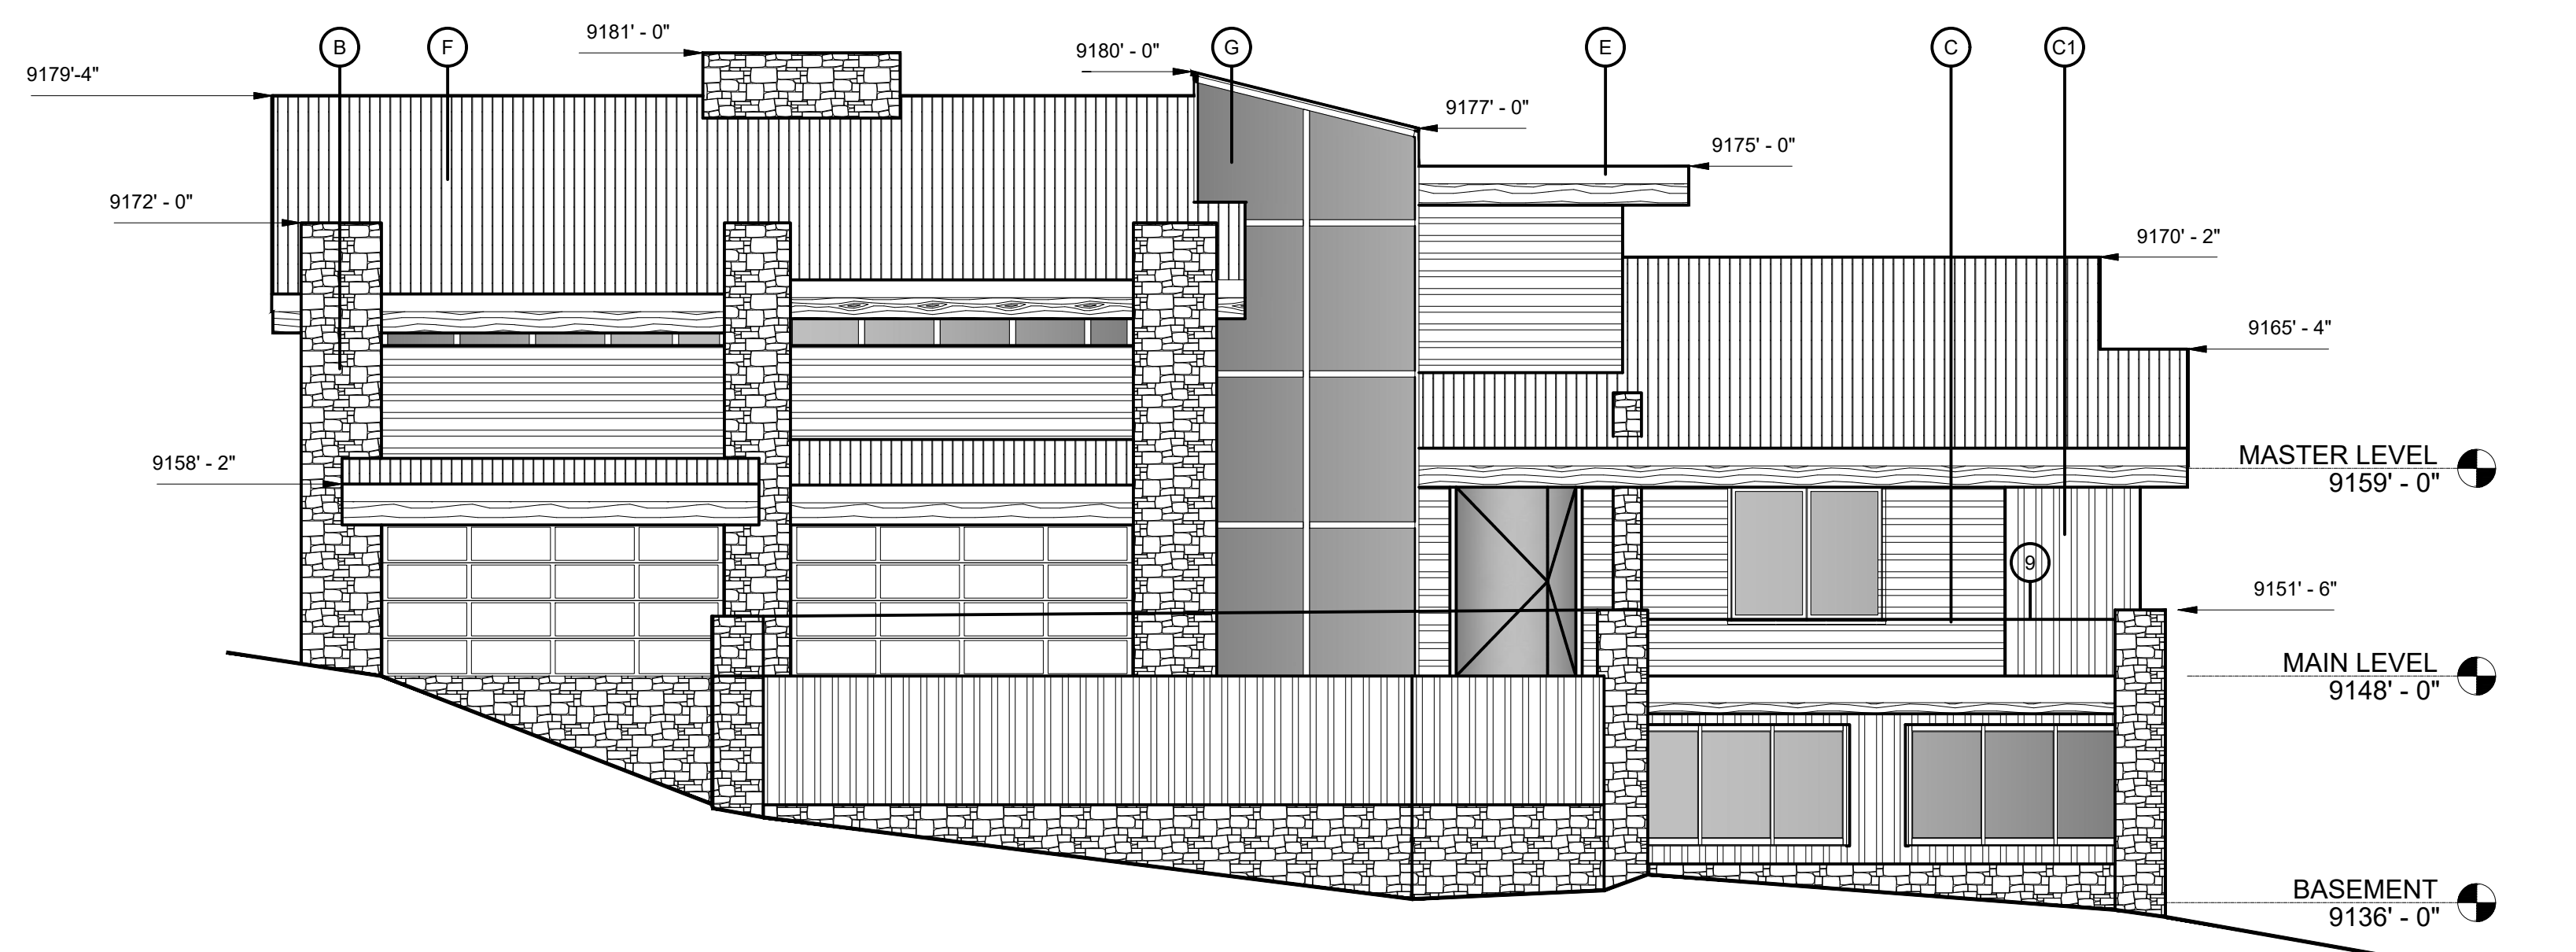 B
F
9181' - 0"
9180' - 0"
G
E
C
C1
9179'-4"
9177' - 0"
9175' - 0"
9172' - 0"
9170' - 2"
9165' - 4"
9158' - 2"
MASTER LEVEL
9159' - 0"
9
9151' - 6"
MAIN LEVEL
9148' - 0"
BASEMENT
9136' - 0"